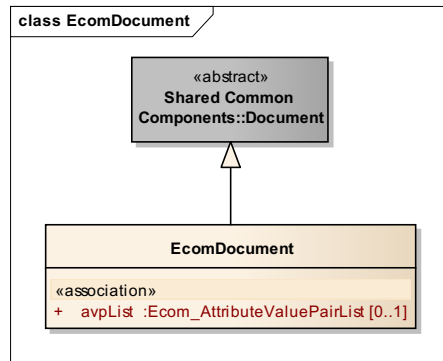 class EcomDocument
«abstract»
Shared Common
Components::Document
EcomDocument
«association»
+ avpList :Ecom_AttributeValuePairList [0..1]